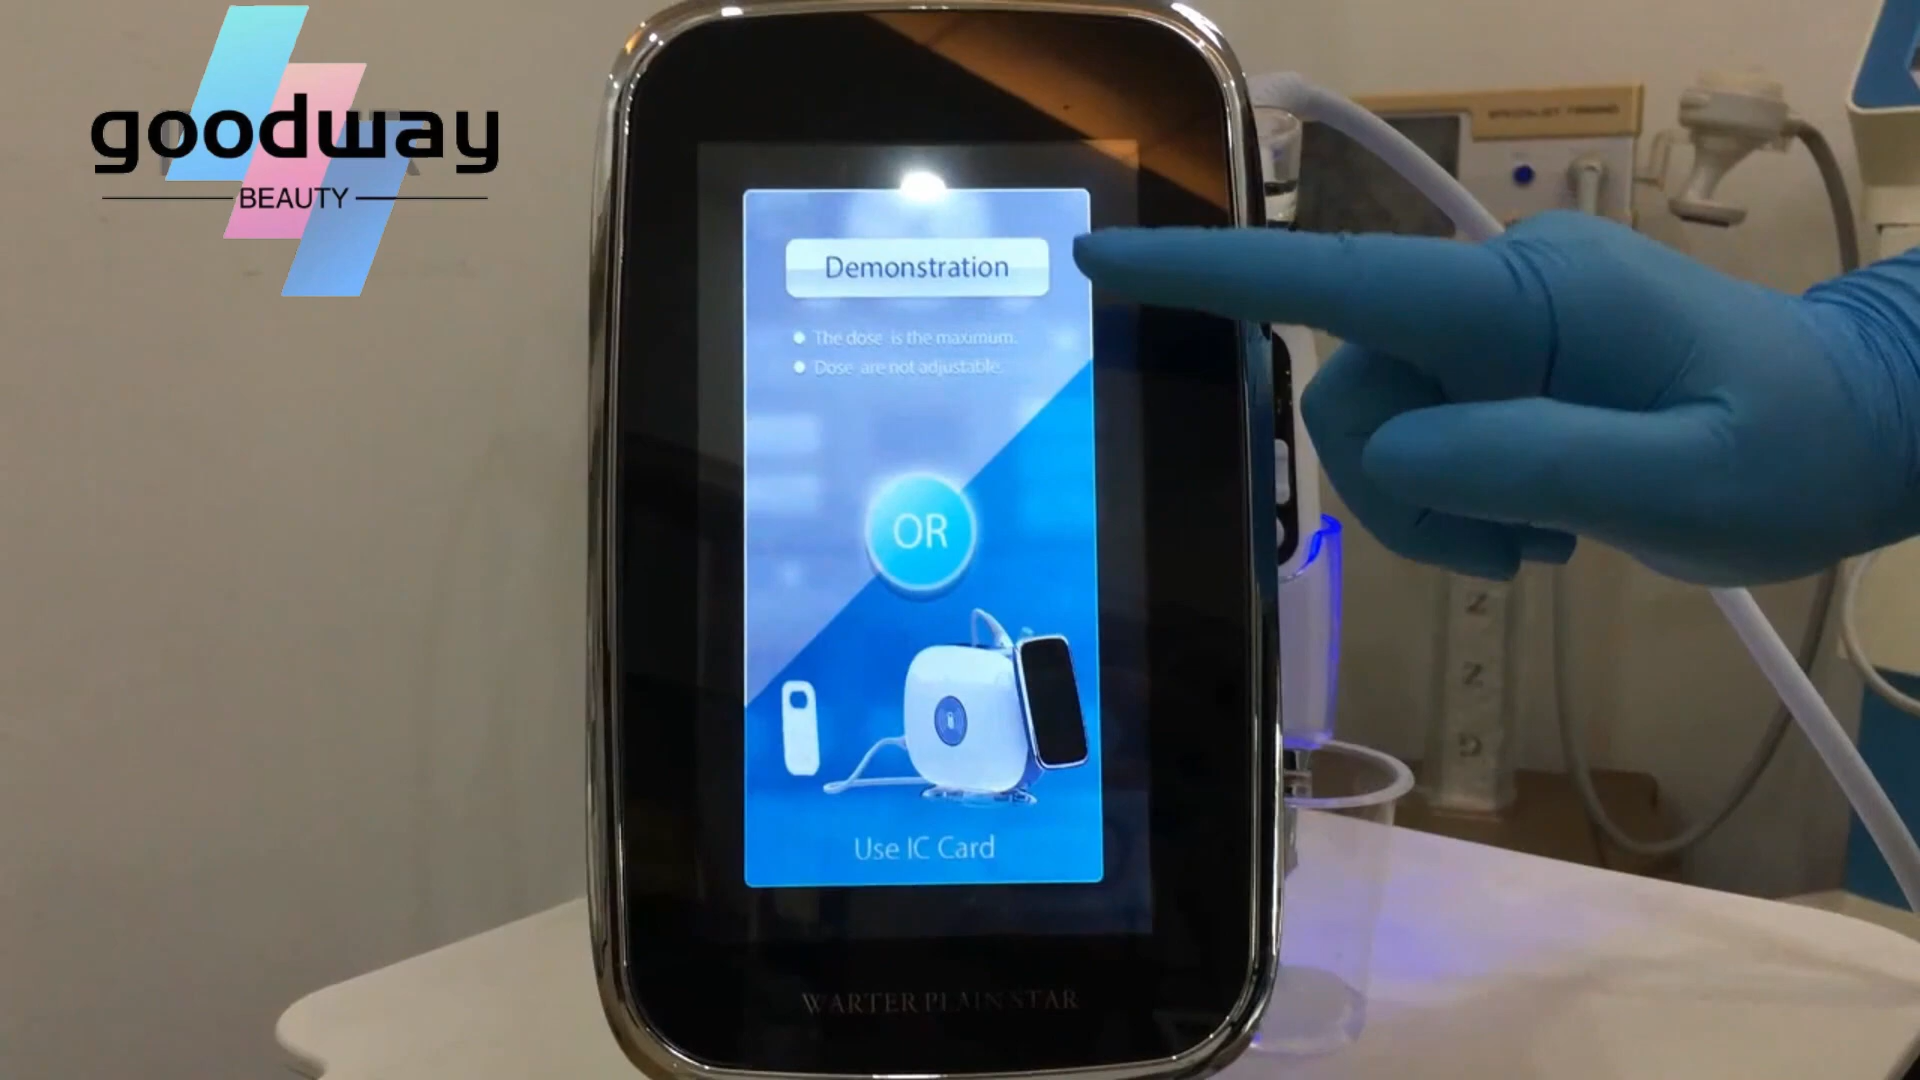 goodway
BEAUTY
Demonstration
The dose is the maximum.
Dose are not adjustable.
OR
Use IC Card
WARTER PLAIN STAR